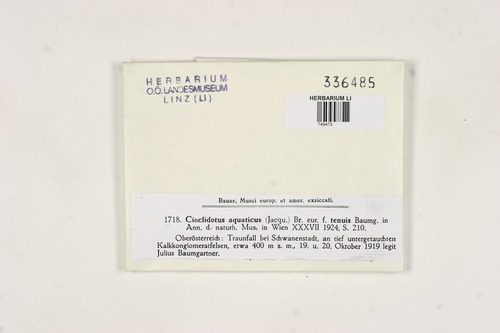 HERBARIUM
O.Ö. LANDESMUSEUM
LINZ (LI)
336485
HERBARIUM LI
749473
Bauer, Musci europ. et amer. exsiccati.
1718. Cinclidotus aquaticus (Jacqu.) Br. eur. f. tenuis Baumg. in
Ann. d. naturh. Mus. in Wien XXXVII 1924, S. 210.
Oberösterreich: Traunfall bei Schwanenstadt, an tief untergetauchten
Kalkkonglomeratfelsen, etwa 400 m s. m., 19. u. 20. Oktober 1919 legit
Julius Baumgartner.